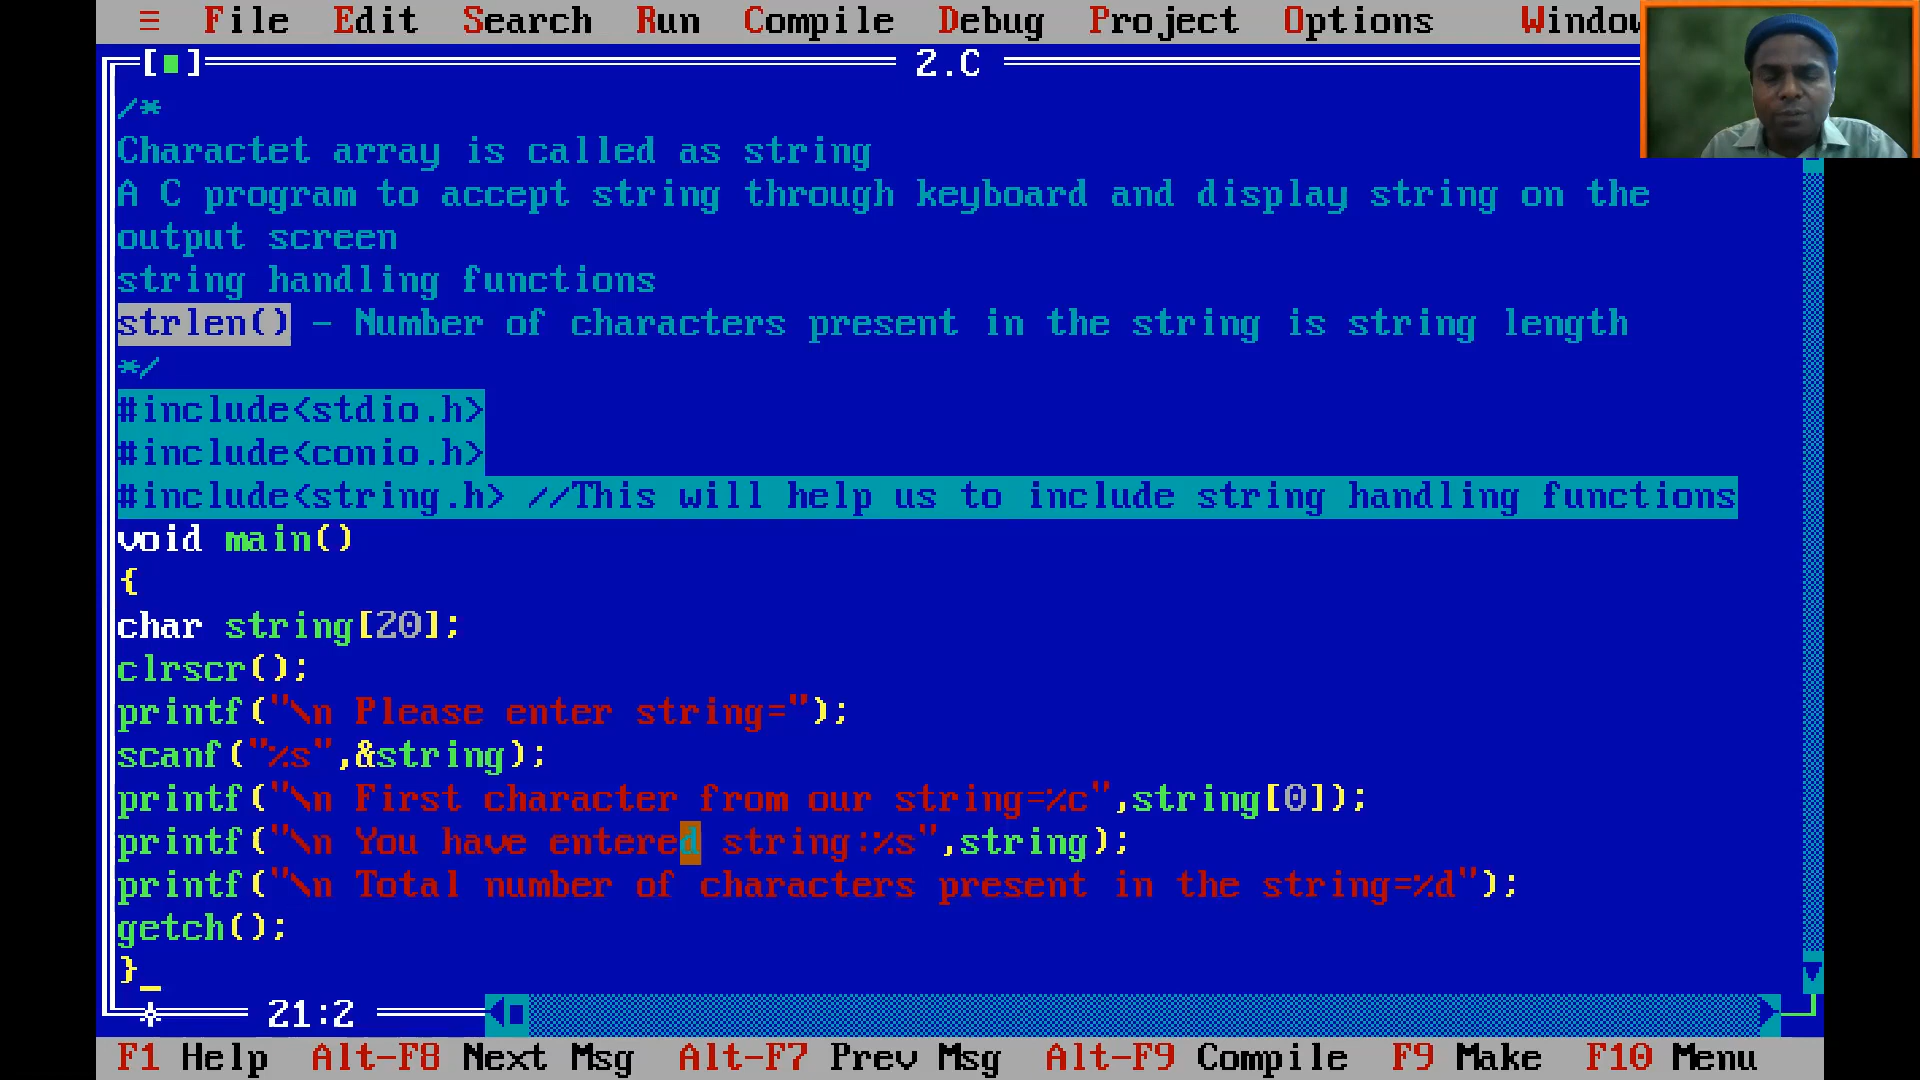 ≡ File Edit Search Run Compile Debug Project Options Window
[■] 2.C
/*
Charactet array is called as string
A C program to accept string through keyboard and display string on the
output screen
string handling functions
strlen() - Number of characters present in the string is string length
*/
#include<stdio.h>
#include<conio.h>
#include<string.h> //This will help us to include string handling functions
void main()
{
char string[20];
clrscr();
printf("\n Please enter string=");
scanf("%s",&string);
printf("\n First character from our string=%c",string[0]);
printf("\n You have entered string:%s",string);
printf("\n Total number of characters present in the string=%d");
getch();
}_
* 21:2
F1 Help Alt-F8 Next Msg Alt-F7 Prev Msg Alt-F9 Compile F9 Make F10 Menu